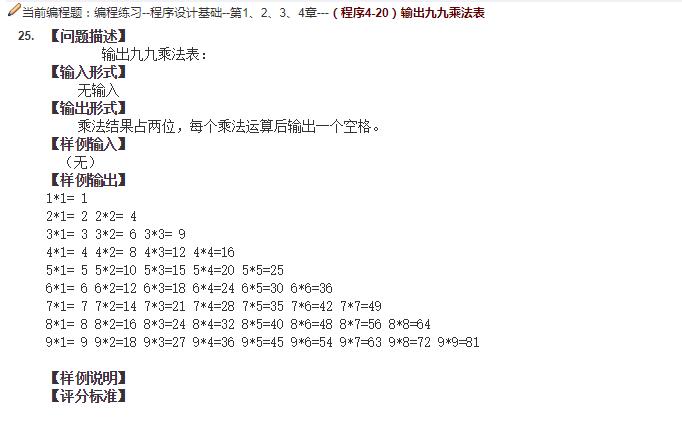 当前编程题：编程练习--程序设计基础--第1、2、3、4章---（程序4-20）输出九九乘法表
25. 【问题描述】
输出九九乘法表：
【输入形式】
无输入
【输出形式】
乘法结果占两位，每个乘法运算后输出一个空格。
【样例输入】
（无）
【样例输出】
1*1= 1
2*1= 2 2*2= 4
3*1= 3 3*2= 6 3*3= 9
4*1= 4 4*2= 8 4*3=12 4*4=16
5*1= 5 5*2=10 5*3=15 5*4=20 5*5=25
6*1= 6 6*2=12 6*3=18 6*4=24 6*5=30 6*6=36
7*1= 7 7*2=14 7*3=21 7*4=28 7*5=35 7*6=42 7*7=49
8*1= 8 8*2=16 8*3=24 8*4=32 8*5=40 8*6=48 8*7=56 8*8=64
9*1= 9 9*2=18 9*3=27 9*4=36 9*5=45 9*6=54 9*7=63 9*8=72 9*9=81
【样例说明】
【评分标准】